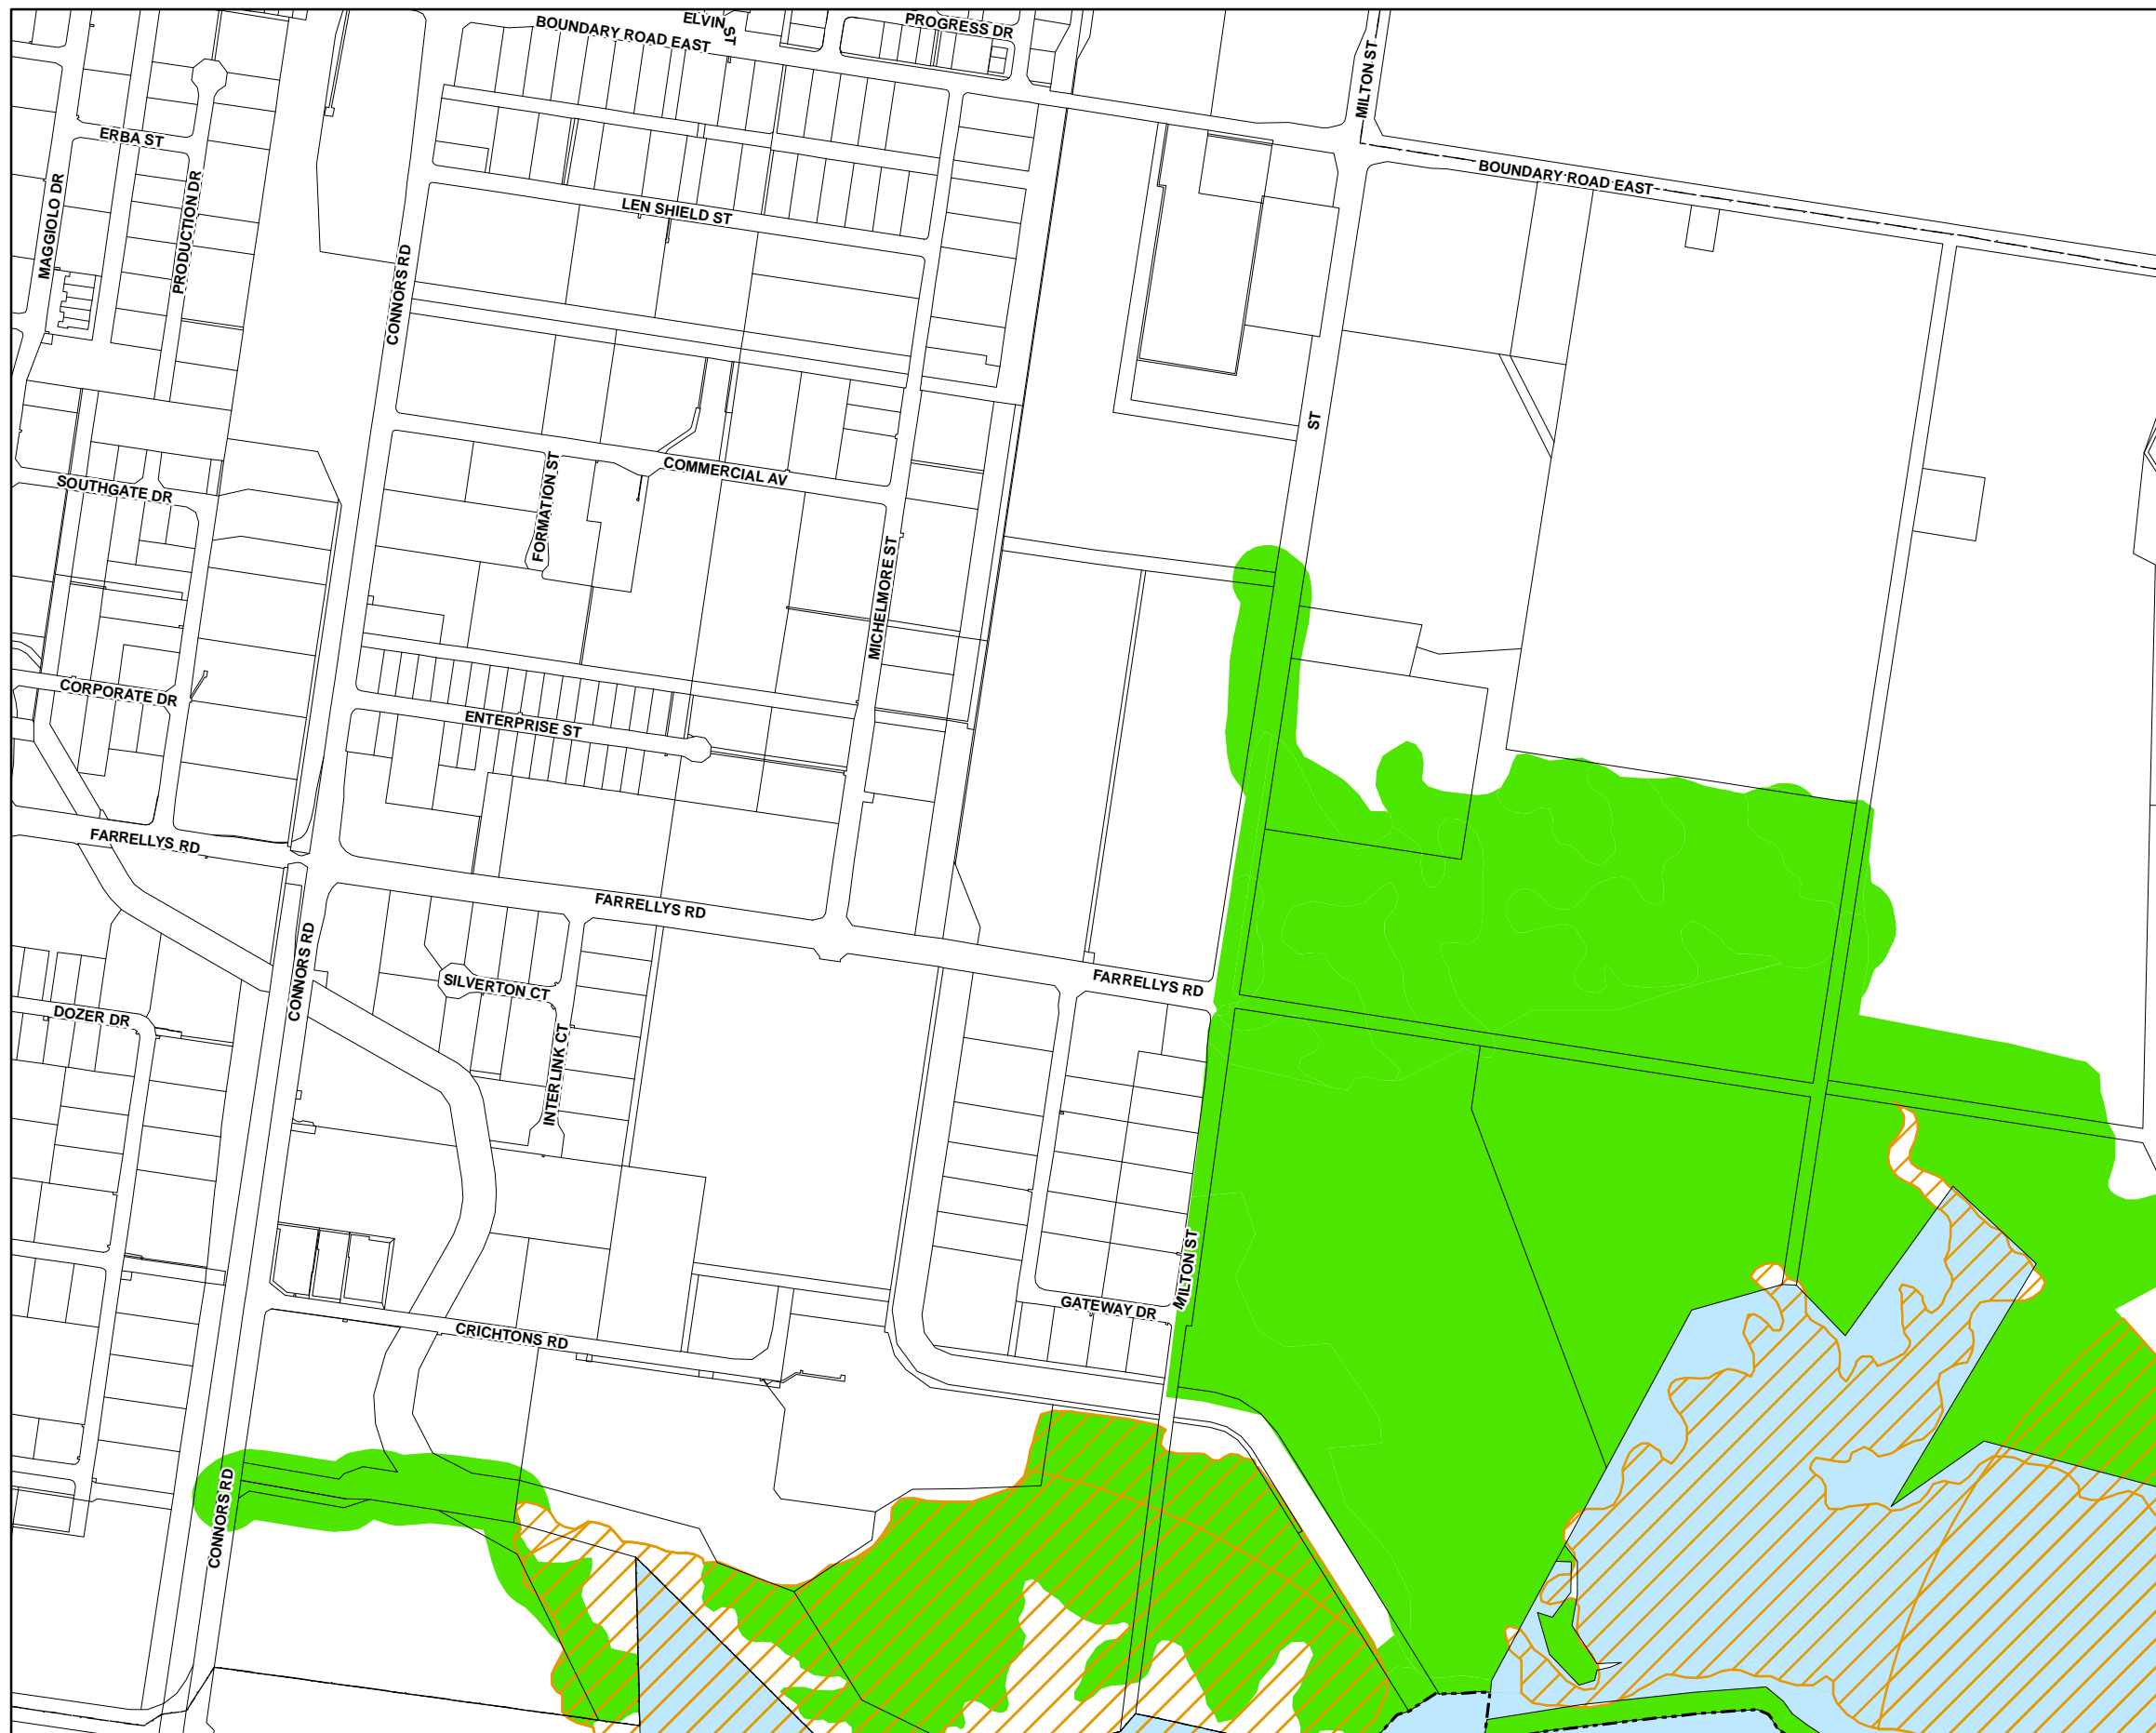 ELVIN ST
PROGRESS DR
BOUNDARY ROAD EAST
MILTON ST
ERBA ST
BOUNDARY ROAD EAST
MAGGIOLO DR
PRODUCTION DR
LEN SHIELD ST
CONNORS RD
ST
COMMERCIAL AV
SOUTHGATE DR
FORMATION ST
MICHELMORE ST
CORPORATE DR
ENTERPRISE ST
FARRELLYS RD
FARRELLYS RD
CONNORS RD
SILVERTON CT
FARRELLYS RD
DOZER DR
INTERLINK CT
MILTON ST
GATEWAY DR
CRICHTONS RD
CONNORS RD